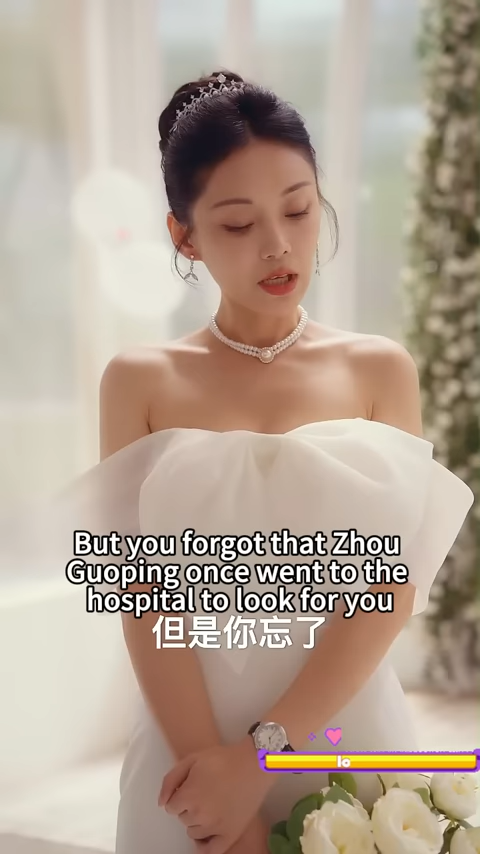 But you forgot that Zhou
Guoping once went to the
hospital to look for you
但是你忘了
lo